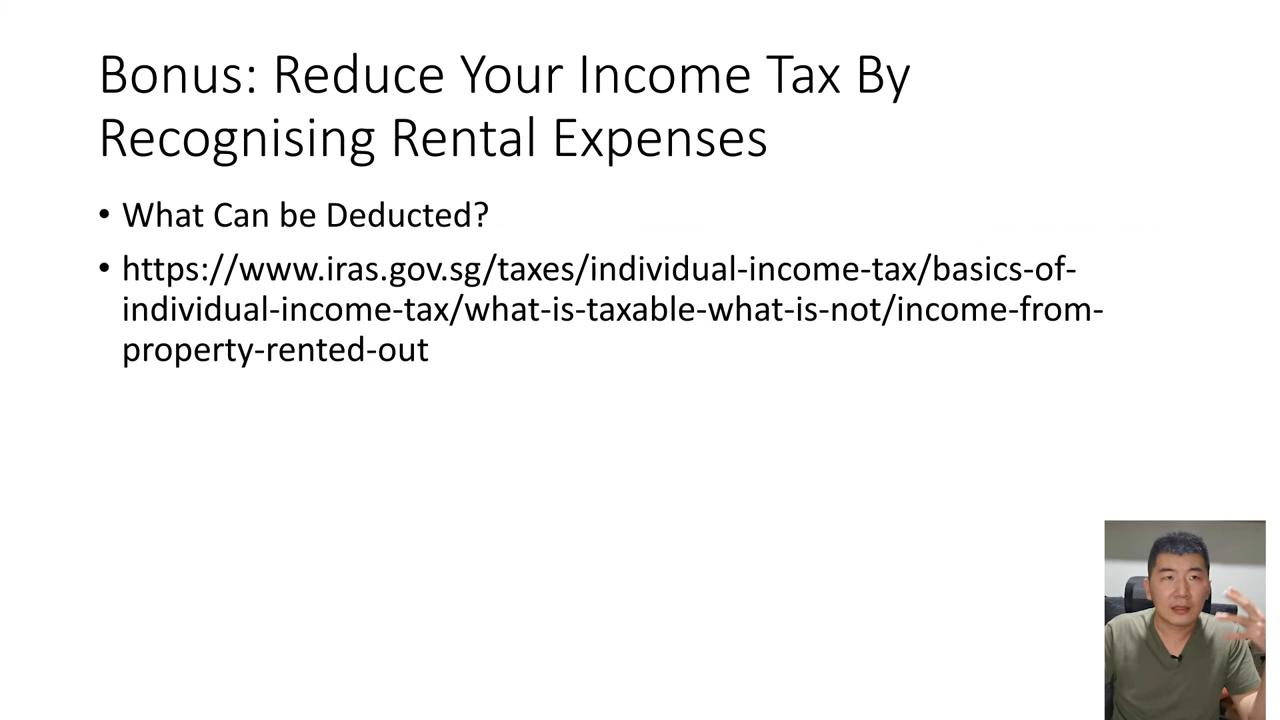 Bonus: Reduce Your Income Tax By
Recognising Rental Expenses
• What Can be Deducted?
• https://www.iras.gov.sg/taxes/individual-income-tax/basics-of-
individual-income-tax/what-is-taxable-what-is-not/income-from-
property-rented-out